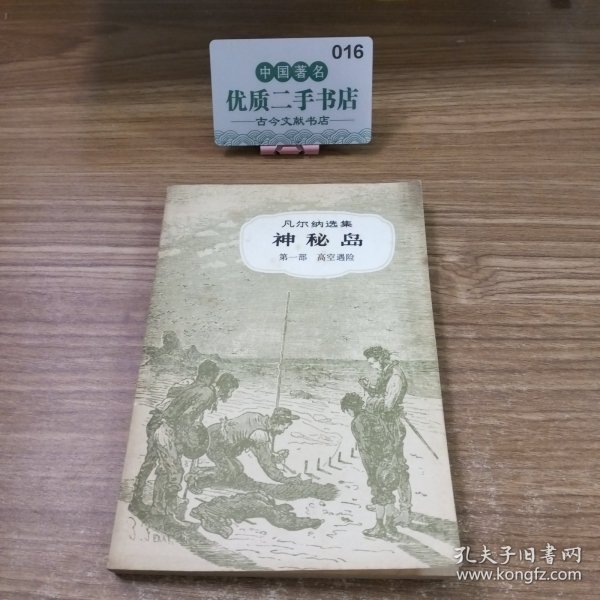 016
中国著名
优质二手书店
古今文献书店
凡尔纳选集
神秘岛
第一部 高空遇险
孔夫子旧书网
www.kongfz.com